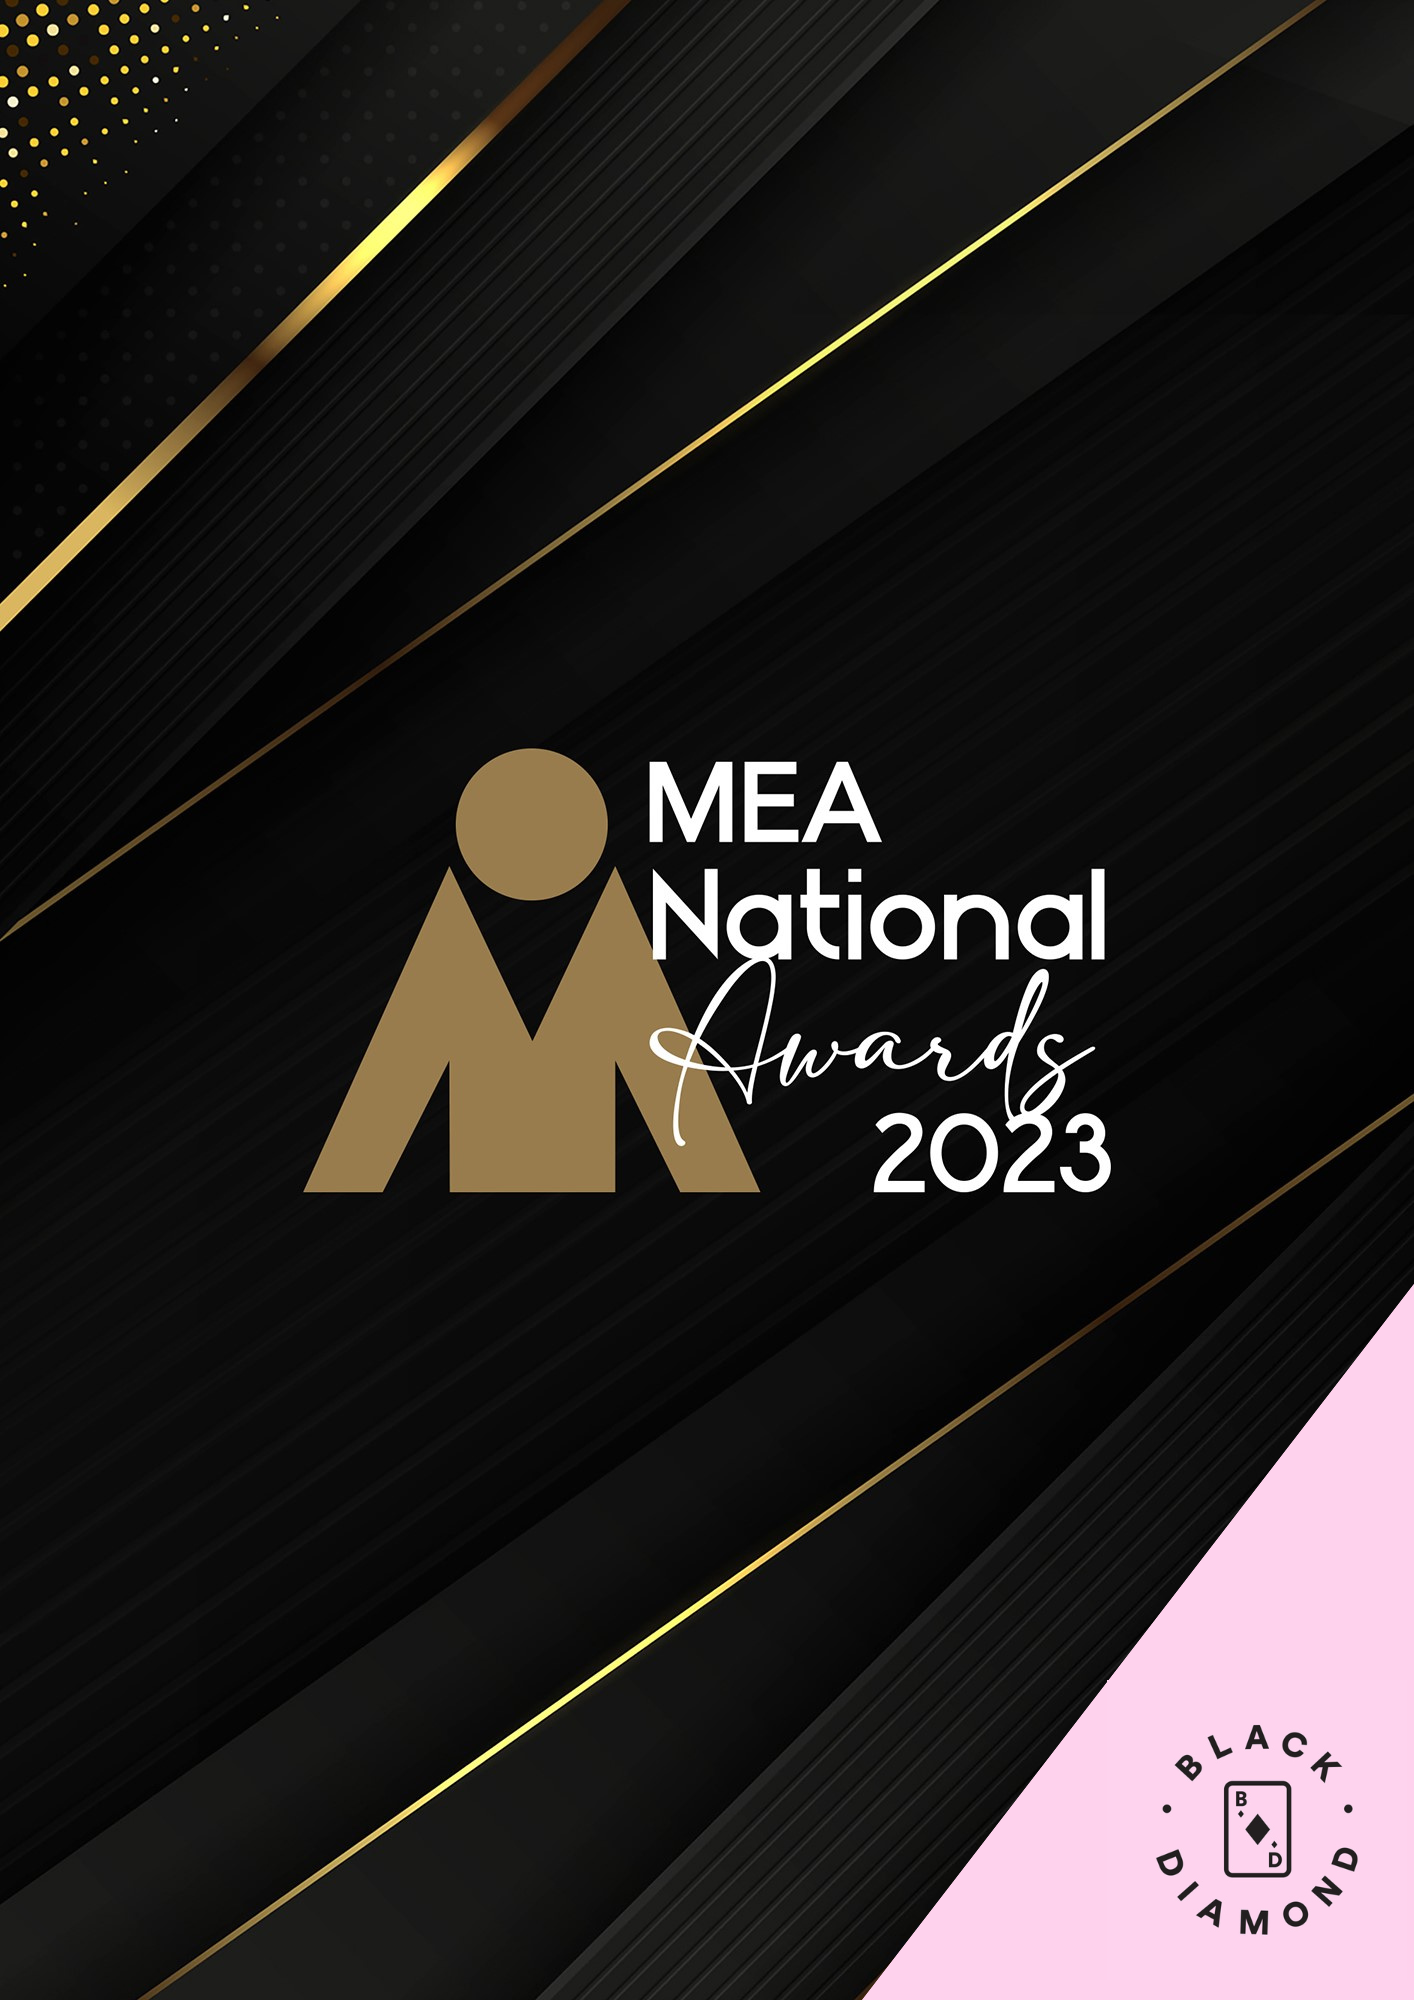 MEA
National
Awards
2023
BLACK
B
D
DIAMOND